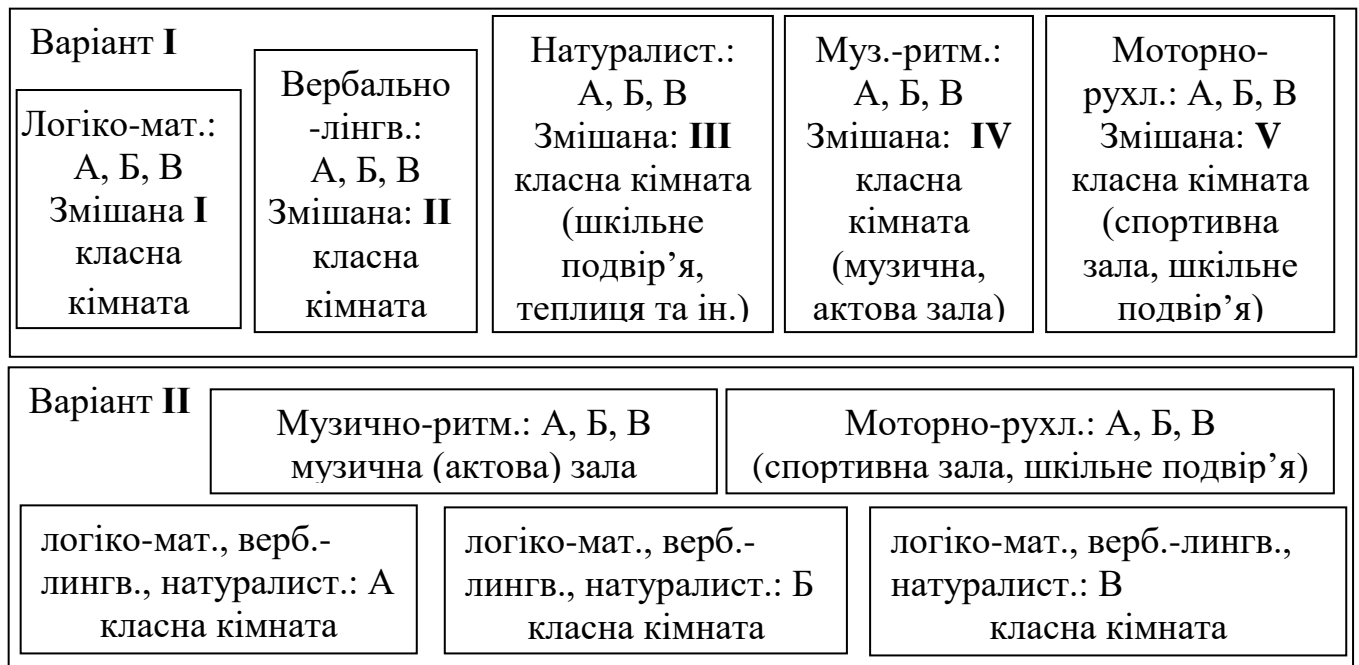 Варіант I
Логіко-мат.:
А, Б, В
Змішана I
класна
кімната
Вербально
-лінгв.:
А, Б, В
Змішана: II
класна
кімната
Натуралист.:
А, Б, В
Змішана: III
класна кімната
(шкільне
подвір’я,
теплиця та ін.)
Муз.-ритм.:
А, Б, В
Змішана: IV
класна
кімната
(музична,
актова зала)
Моторно-
рухл.: А, Б, В
Змішана: V
класна кімната
(спортивна
зала, шкільне
подвір’я)
Варіант II
Музично-ритм.: А, Б, В
музична (актова) зала
Моторно-рухл.: А, Б, В
(спортивна зала, шкільне подвір’я)
логіко-мат., верб.-
лингв., натуралист.: А
класна кімната
логіко-мат., верб.-
лингв., натуралист.: Б
класна кімната
логіко-мат., верб.-лингв.,
натуралист.: В
класна кімната